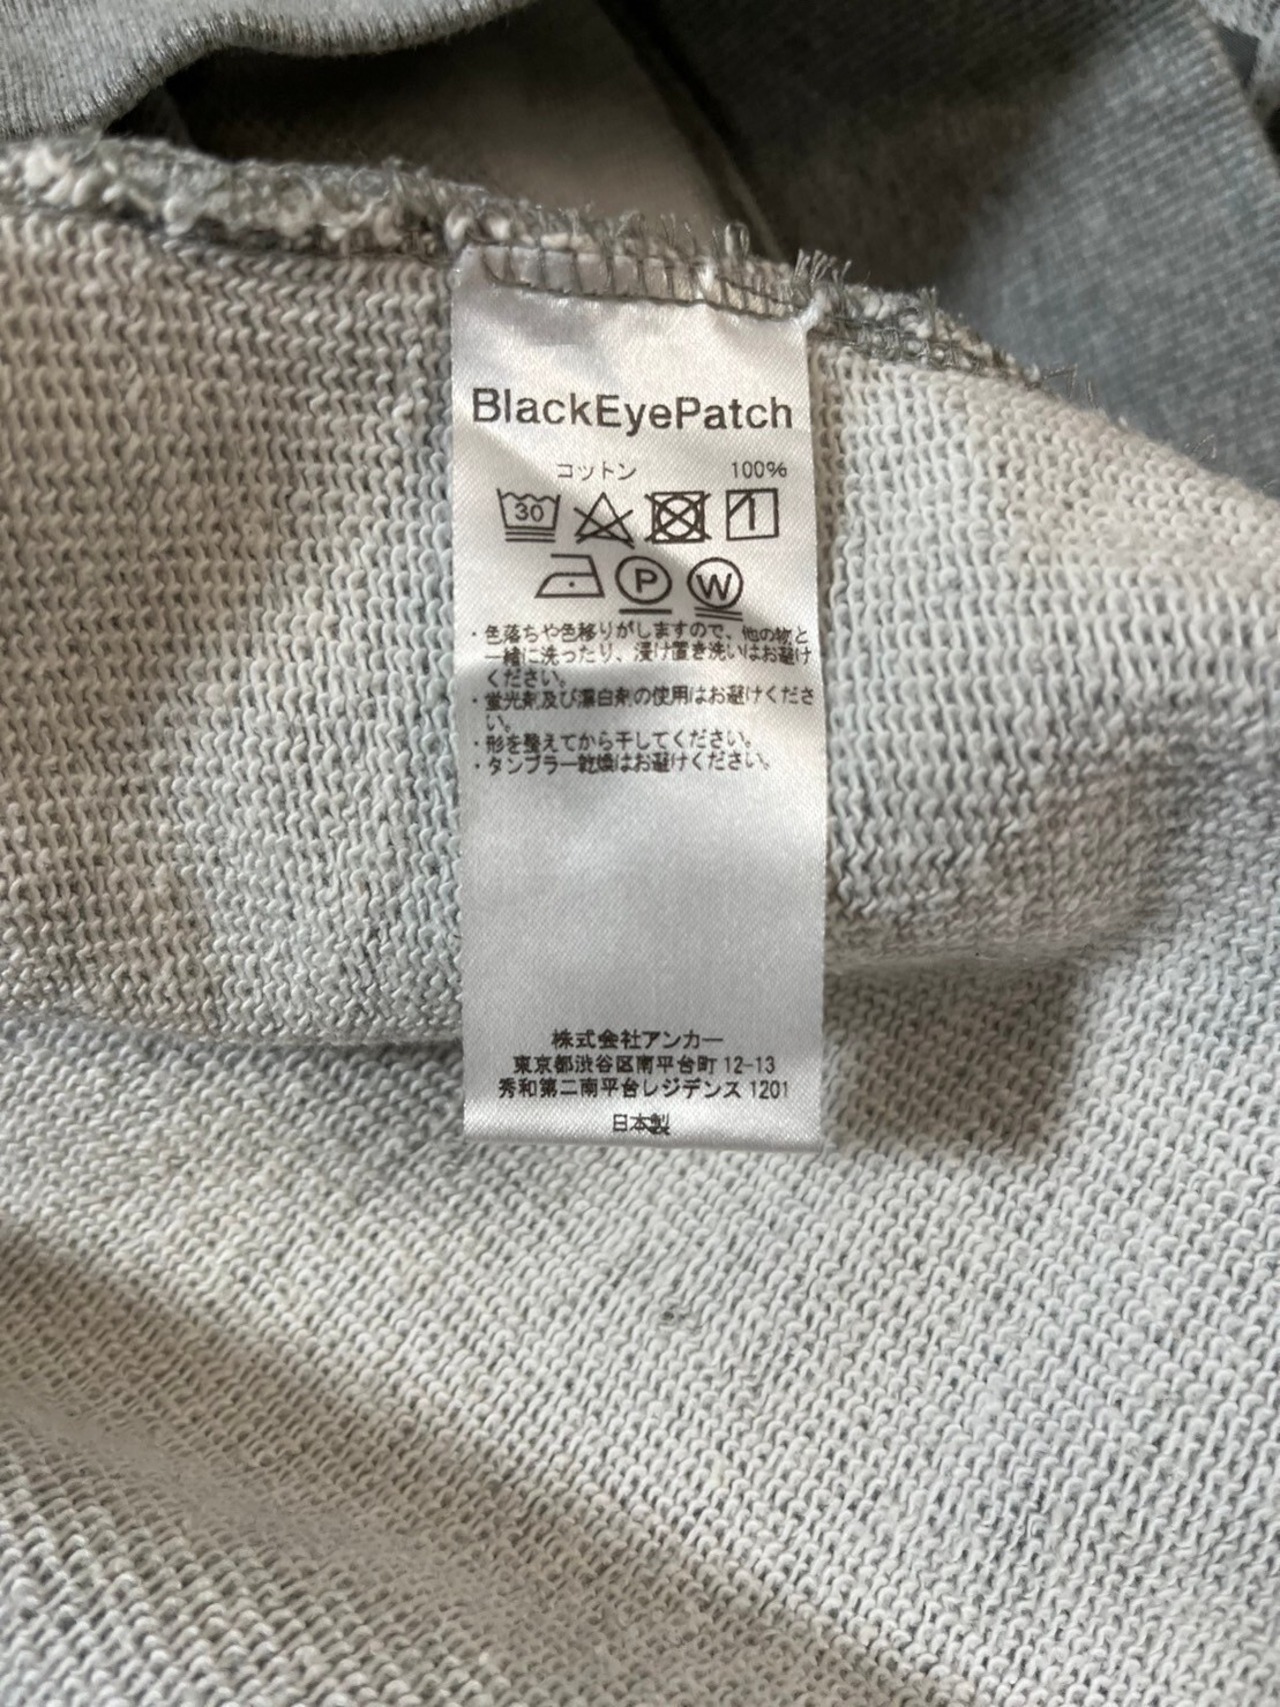 BlackEyePatch
コットン 100%
30
P W
・色落ちや色移りがしますので、他の物と
一緒に洗ったり、浸け置き洗いはお避け
ください。
・蛍光剤及び漂白剤の使用はお避けくださ
い。
・形を整えてから干してください。
・タンブラー乾燥はお避けください。
株式会社アンカー
東京都渋谷区南平台町 12-13
秀和第二南平台レジデンス 1201
日本製